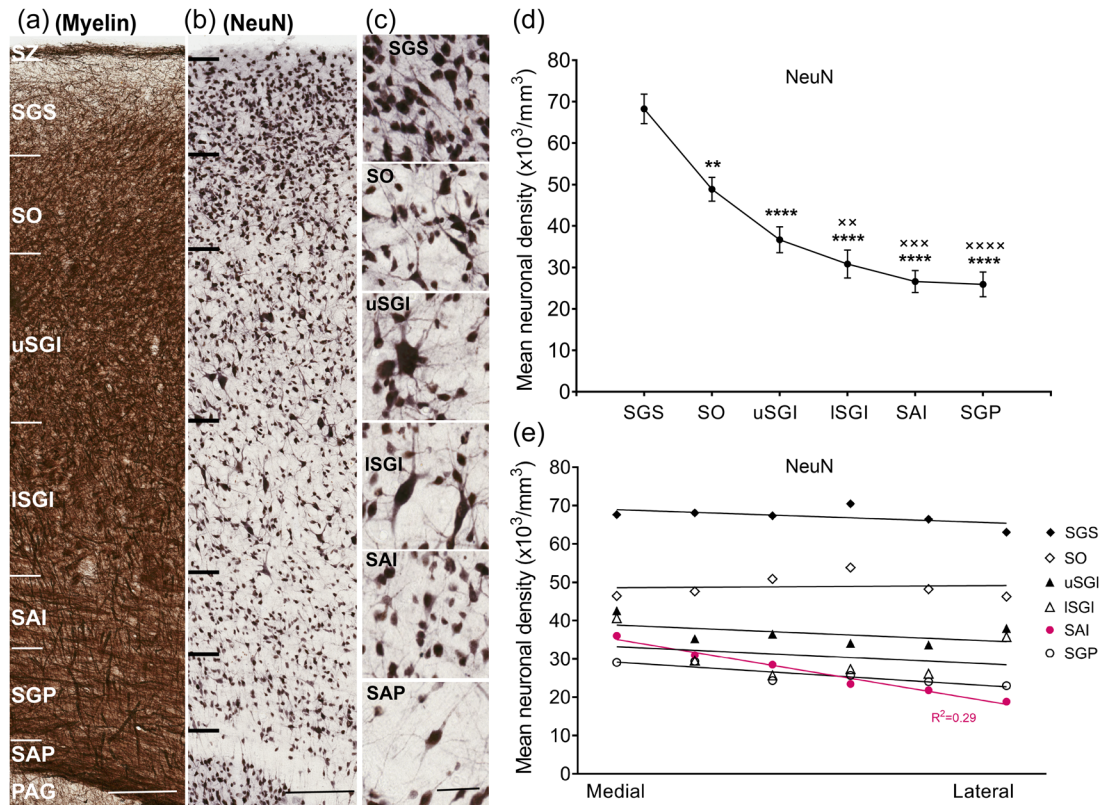 (a) (Myelin)
SZ
SGS
SO
uSGI
lSGI
SAI
SGP
SAP
PAG
(b) (NeuN)
(c)
SGS
SO
uSGI
lSGI
SAI
SAP
(d)
NeuN
Mean neuronal density (x10³/mm³)
80
70
60
50
40
30
20
10
0
**
****
××
****
×××
****
××××
****
SGS SO uSGI lSGI SAI SGP
(e)
NeuN
Mean neuronal density (x10³/mm³)
80
70
60
50
40
30
20
10
0
R²=0.29
Medial Lateral
SGS
SO
uSGI
lSGI
SAI
SGP